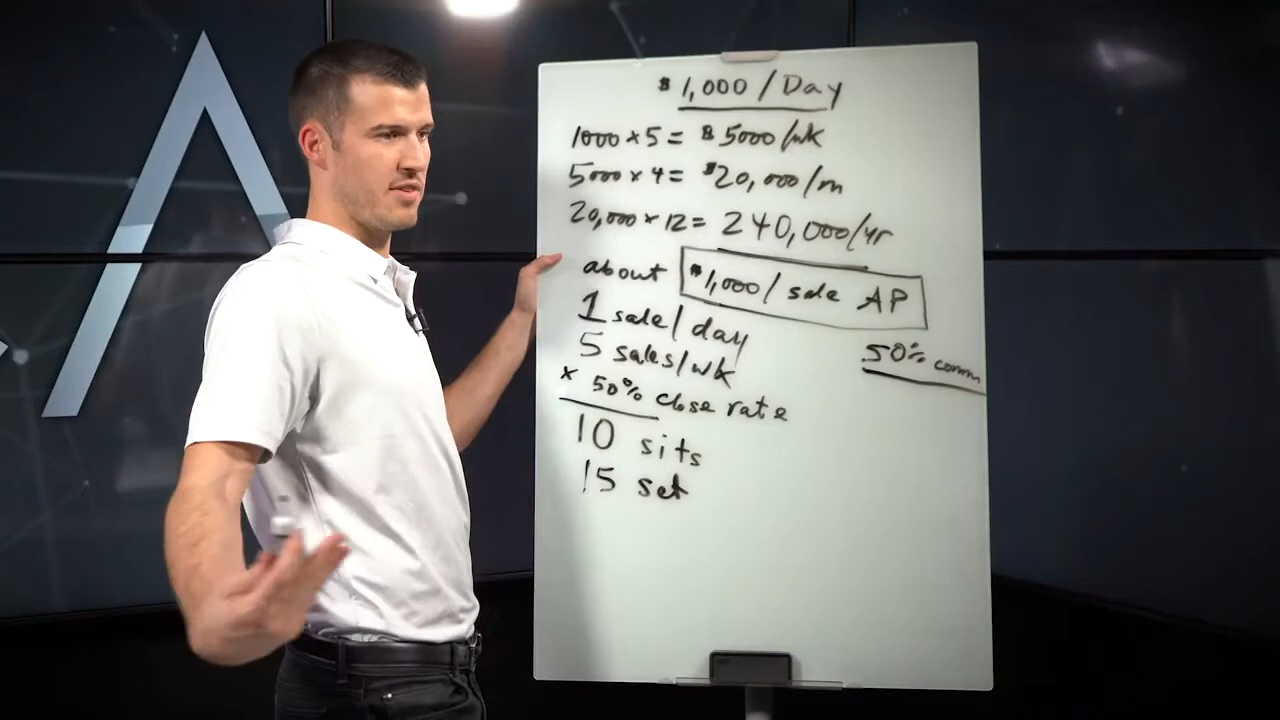 $1,000/Day
1000 x 5 = $5000/wk
5000 x 4 = $20,000/m
20,000 x 12 = 240,000/yr
about $1,000/sale AP
1 sale/day
5 sales/wk
50% comm
x 50% close rate
10 sits
15 set